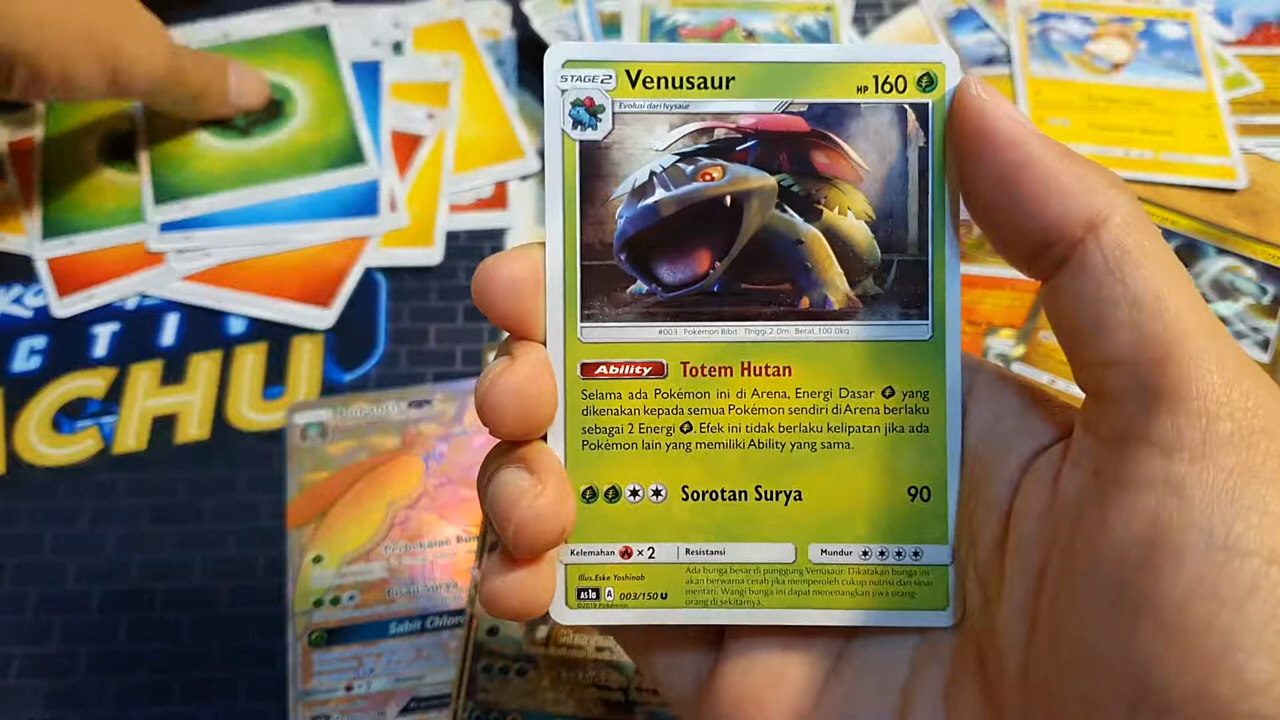 STAGE2 Venusaur HP 160
Evolusi dari Ivysaur
#003 Pokémon Bibit Tinggi.2.0m. Berat.100.0kg
Ability Totem Hutan
Selama ada Pokémon ini di Arena, Energi Dasar yang
dikenakan kepada semua Pokémon sendiri di Arena berlaku
sebagai 2 Energi . Efek ini tidak berlaku kelipatan jika ada
Pokémon lain yang memiliki Ability yang sama.
Sorotan Surya 90
Kelemahan ×2 Resistansi Mundur
Illus.Eske Yoshinob
AS1a A 003/150 U
©2019 Pokémon
Ada bunga besar di punggung Venusaur. Dikatakan bunga ini
akan berwarna cerah jika memperoleh cukup nutrisi dan sinar
mentari. Wangi bunga ini dapat menenangkan jiwa orang-
orang di sekitarnya.
CTIV
ACHU
Surya
Sabit Chloro